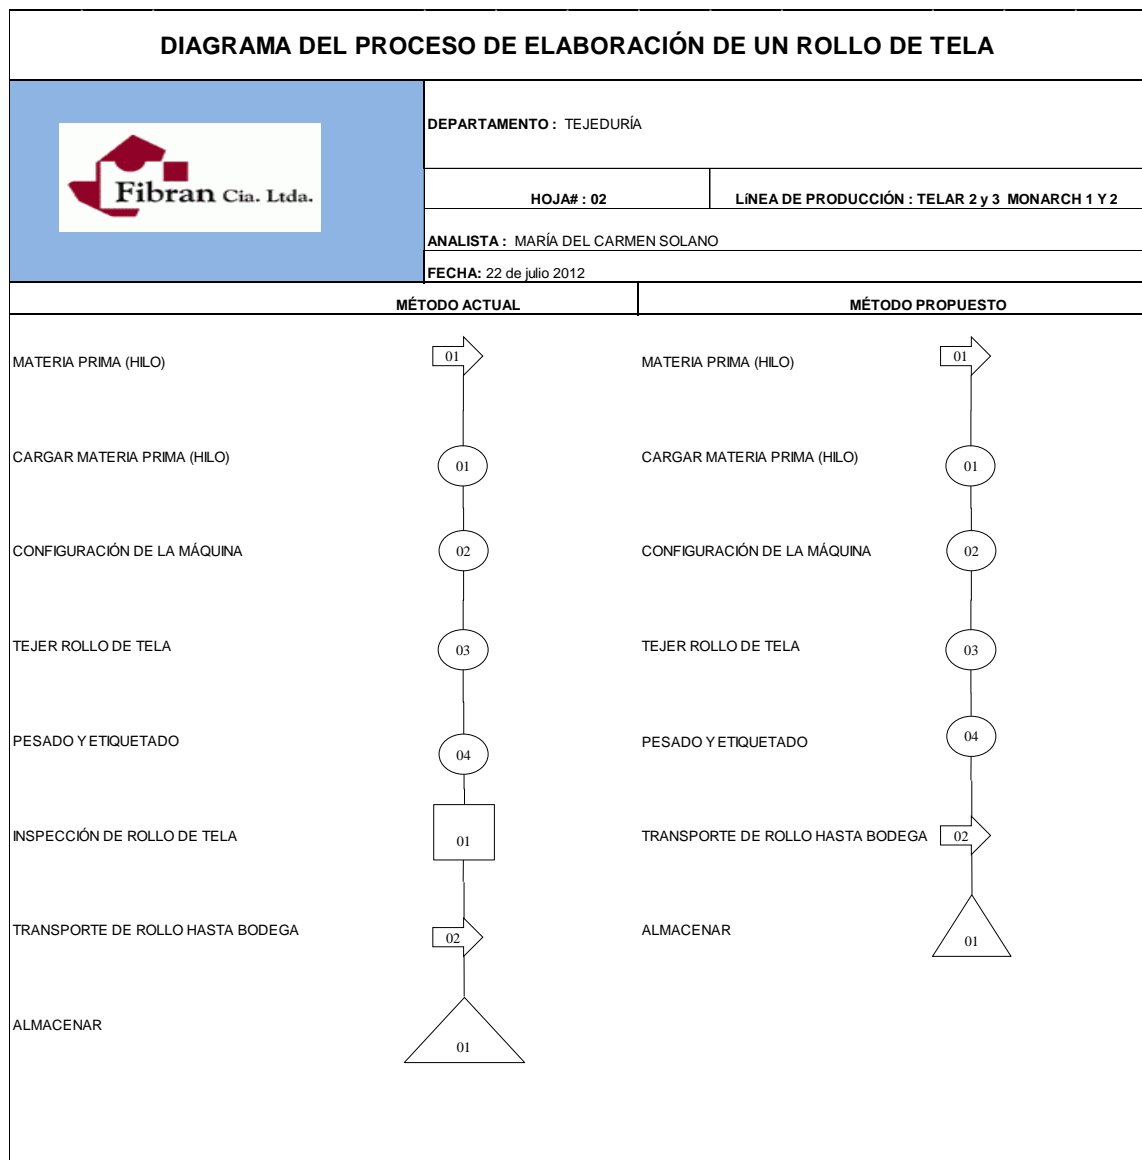 DIAGRAMA DEL PROCESO DE ELABORACIÓN DE UN ROLLO DE TELA
Fibran Cia. Ltda.
DEPARTAMENTO : TEJEDURÍA
HOJA# : 02
LíNEA DE PRODUCCIÓN : TELAR 2 y 3 MONARCH 1 Y 2
ANALISTA : MARÍA DEL CARMEN SOLANO
FECHA: 22 de julio 2012
MÉTODO ACTUAL
MATERIA PRIMA (HILO)
01
CARGAR MATERIA PRIMA (HILO)
01
CONFIGURACIÓN DE LA MÁQUINA
02
TEJER ROLLO DE TELA
03
PESADO Y ETIQUETADO
04
INSPECCIÓN DE ROLLO DE TELA
01
TRANSPORTE DE ROLLO HASTA BODEGA
02
ALMACENAR
01
MÉTODO PROPUESTO
MATERIA PRIMA (HILO)
01
CARGAR MATERIA PRIMA (HILO)
01
CONFIGURACIÓN DE LA MÁQUINA
02
TEJER ROLLO DE TELA
03
PESADO Y ETIQUETADO
04
TRANSPORTE DE ROLLO HASTA BODEGA
02
ALMACENAR
01